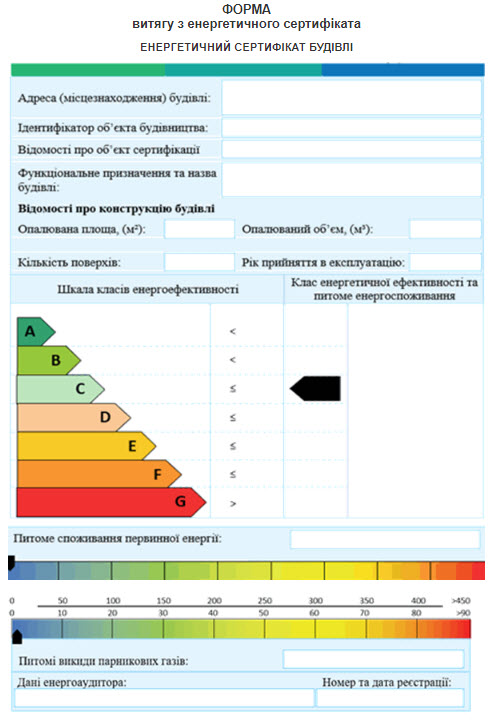 ФОРМА
витягу з енергетичного сертифіката
ЕНЕРГЕТИЧНИЙ СЕРТИФІКАТ БУДІВЛІ
Адреса (місцезнаходження) будівлі:
Ідентифікатор об’єкта будівництва:
Відомості про об’єкт сертифікації
Функціональне призначення та назва
будівлі:
Відомості про конструкцію будівлі
Опалювана площа, (м²): Опалюваний об’єм, (м³):
Кількість поверхів: Рік прийняття в експлуатацію:
Шкала класів енергоефективності
Клас енергетичної ефективності та
питоме енергоспоживання
A <
B <
C ≤
D ≤
E ≤
F ≤
G >
Питоме споживання первинної енергії:
0 50 100 150 200 250 300 350 400 >450
0 10 20 30 40 50 60 70 80 >90
Питомі викиди парникових газів:
Дані енергоаудитора: Номер та дата реєстрації: